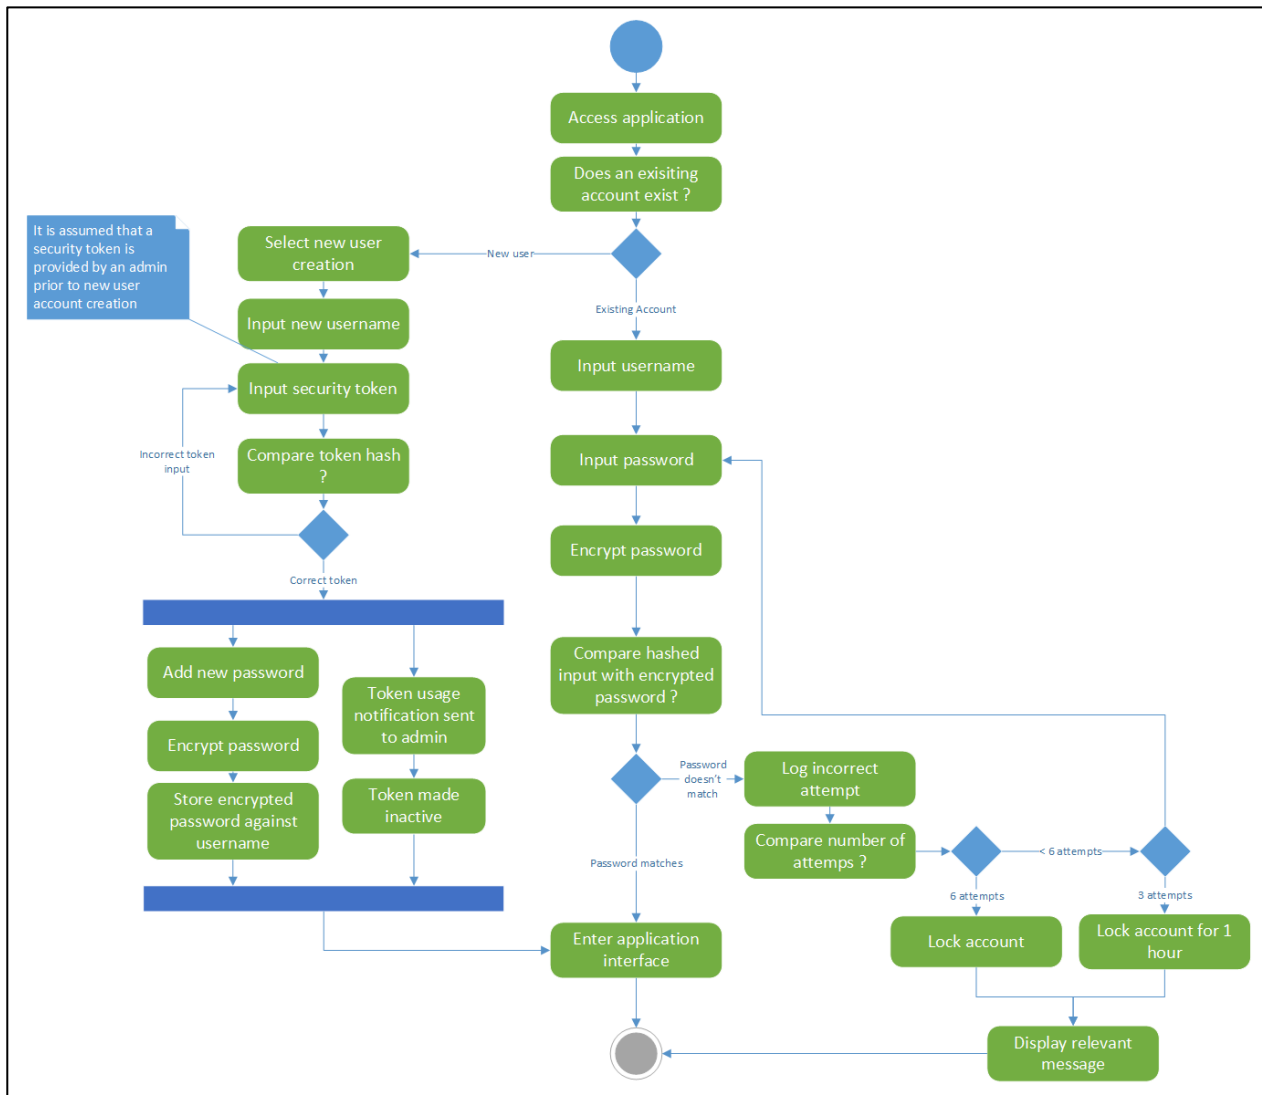 Access application
Does an exisiting
account exist ?
It is assumed that a
security token is
provided by an admin
prior to new user
account creation
Select new user
creation
New user
Existing Account
Input new username
Input username
Input security token
Incorrect token
input
Compare token hash
?
Input password
Encrypt password
Correct token
Add new password
Token usage
notification sent
to admin
Encrypt password
Token made
inactive
Store encrypted
password against
username
Compare hashed
input with encrypted
password ?
Password
doesn't
match
Log incorrect
attempt
Compare number of
attemps ?
< 6 attempts
Password matches
6 attempts
3 attempts
Enter application
interface
Lock account
Lock account for 1
hour
Display relevant
message